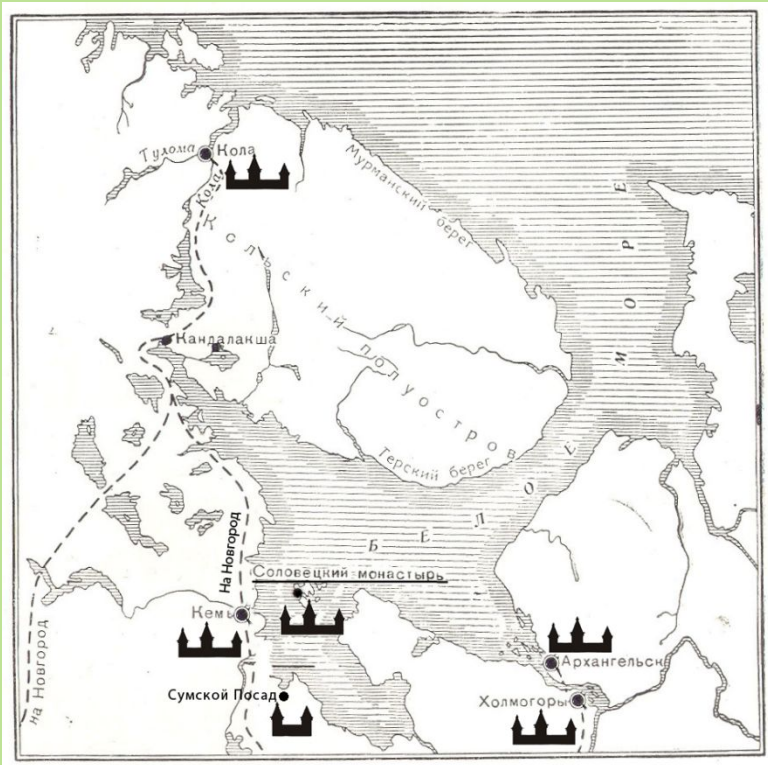 Тулома
Кола
Кола
Мурманский берег
Кольский полуостров
Кандалакша
Терский берег
БЕЛОЕ МОРЕ
На Новгород
Соловецкий монастырь
Кемь
на Новгород
Архангельск
Сумской Посад
Холмогоры